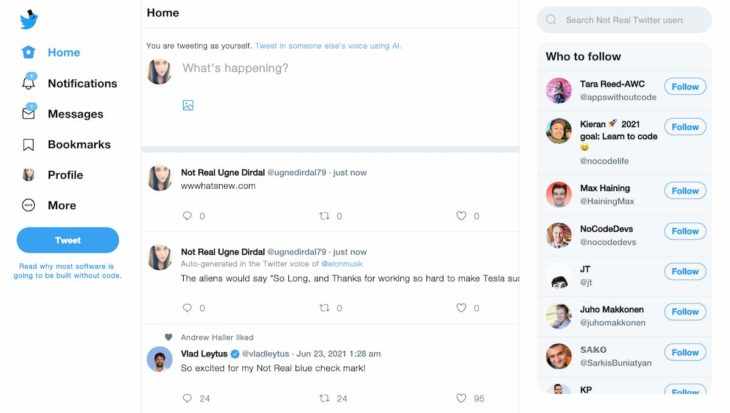 Home
Notifications
Messages
Bookmarks
Profile
More
Tweet
Read why most software is
going to be built without code.
Home
You are tweeting as yourself. Tweet in someone else's voice using AI.
What's happening?
Not Real Ugne Dirdal @ugnedirdal79 · just now
wwwhatsnew.com
0 0 0
Not Real Ugne Dirdal @ugnedirdal79 · just now
Auto-generated in the Twitter voice of @elonmusk
The aliens would say "So Long, and Thanks for working so hard to make Tesla suc
0 0 0
Andrew Haller liked
Vlad Leytus @vladleytus · Jun 23, 2021 1:28 am
So excited for my Not Real blue check mark!
24 24 95
Search Not Real Twitter users
Who to follow
Tara Reed-AWC
@appswithoutcode
Follow
Kieran 🚀 2021
goal: Learn to code
😄
@nocodelife
Follow
Max Haining
@HainingMax
Follow
NoCodeDevs
@nocodedevs
Follow
JT
@jt
Follow
Juho Makkonen
@juhomakkonen
Follow
SAKO
@SarkisBuniatyan
Follow
KP
Follow